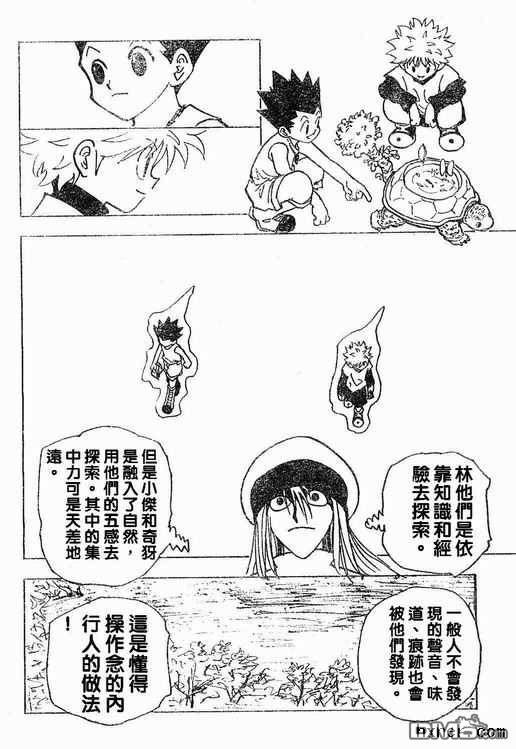 林他們是依
靠知識和經
驗去探索。
但是小傑和奇犽
是融入了自然，
用他們的五感去
探索。其中的集
中力可是天差地
遠。
一般人不會發
現的聲音、味
道、痕跡也會
被他們發現。
這是懂得
操作念的內
行人的做法
！